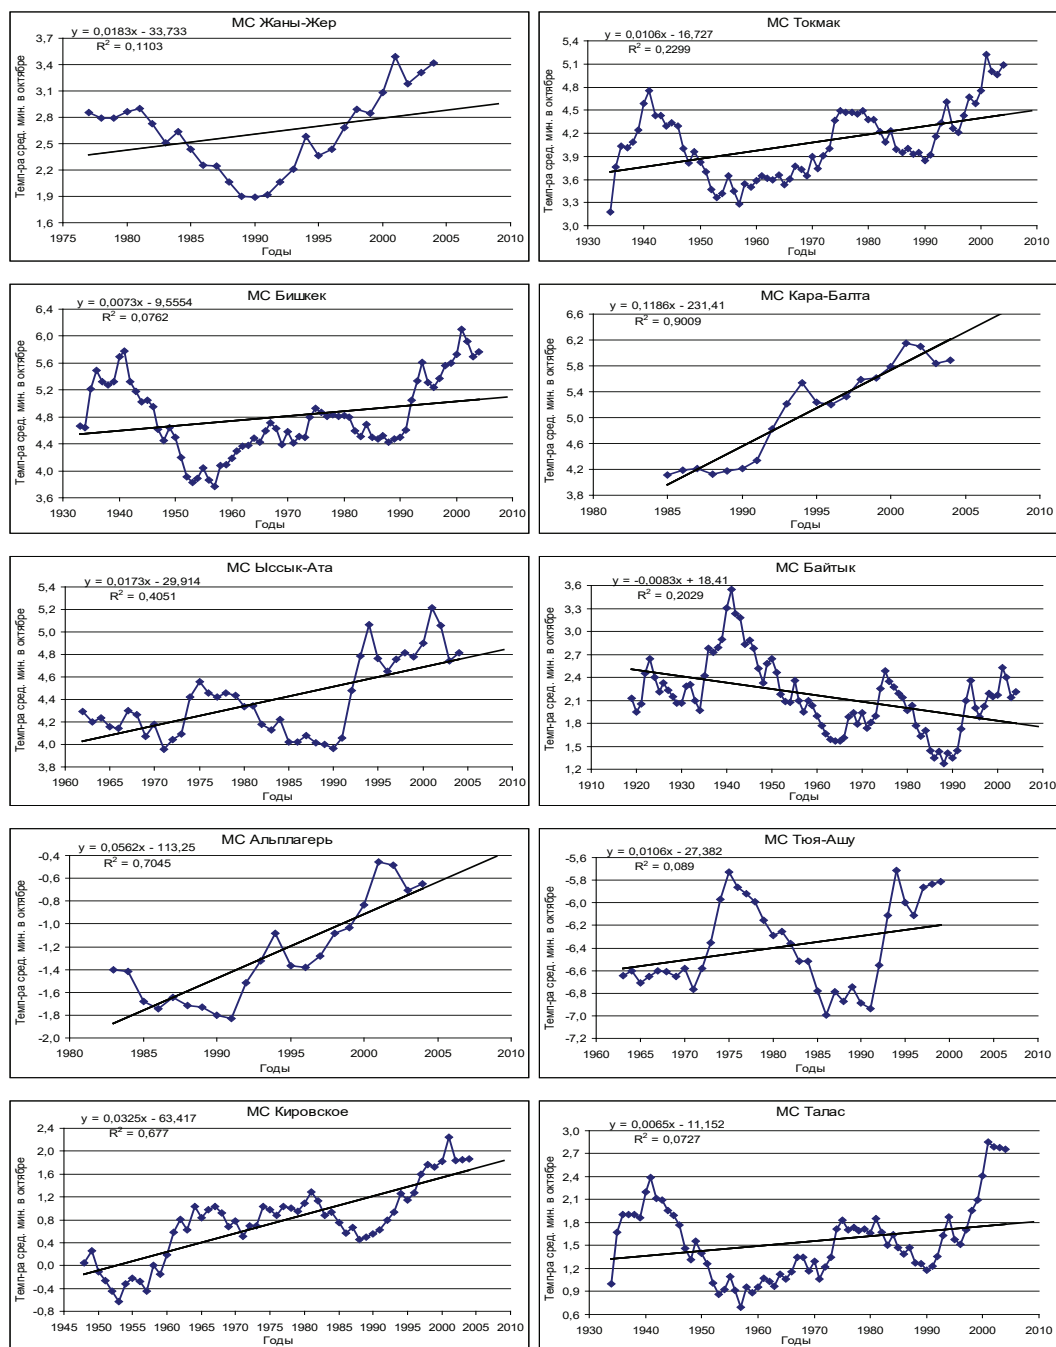 МС Жаны-Жер
y = 0,0183x - 33,733
R² = 0,1103
Темп-ра сред. мин. в октябре
3,7
3,4
3,1
2,8
2,5
2,2
1,9
1,6
1975 1980 1985 1990 1995 2000 2005 2010
Годы
МС Токмак
y = 0,0106x - 16,727
R² = 0,2299
Темп-ра сред. мин. в октябре
5,4
5,1
4,8
4,5
4,2
3,9
3,6
3,3
3,0
1930 1940 1950 1960 1970 1980 1990 2000 2010
Годы
МС Бишкек
y = 0,0073x - 9,5554
R² = 0,0762
Темп-ра сред. мин. в октябре
6,4
6,0
5,6
5,2
4,8
4,4
4,0
3,6
1930 1940 1950 1960 1970 1980 1990 2000 2010
Годы
МС Кара-Балта
y = 0,1186x - 231,41
R² = 0,9009
Темп-ра сред. мин. в октябре
6,6
6,2
5,8
5,4
5,0
4,6
4,2
3,8
1980 1985 1990 1995 2000 2005 2010
Годы
МС Ыссык-Ата
y = 0,0173x - 29,914
R² = 0,4051
Темп-ра сред. мин. в октябре
5,4
5,2
5,0
4,8
4,6
4,4
4,2
4,0
3,8
1960 1965 1970 1975 1980 1985 1990 1995 2000 2005 2010
Годы
МС Байтык
y = -0,0083x + 18,41
R² = 0,2029
Темп-ра сред. мин. в октябре
3,6
3,3
3,0
2,7
2,4
2,1
1,8
1,5
1,2
1910 1920 1930 1940 1950 1960 1970 1980 1990 2000 2010
Годы
МС Альплагерь
y = 0,0562x - 113,25
R² = 0,7045
Темп-ра сред. мин. в октябре
-0,4
-0,6
-0,8
-1,0
-1,2
-1,4
-1,6
-1,8
-2,0
1980 1985 1990 1995 2000 2005 2010
Годы
МС Тюя-Ашу
y = 0,0106x - 27,382
R² = 0,089
Темп-ра сред. мин. в октябре
-5,6
-5,8
-6,0
-6,2
-6,4
-6,6
-6,8
-7,0
-7,2
1960 1965 1970 1975 1980 1985 1990 1995 2000 2005 2010
Годы
МС Кировское
y = 0,0325x - 63,417
R² = 0,677
Темп-ра сред. мин. в октябре
2,4
2,0
1,6
1,2
0,8
0,4
0,0
-0,4
-0,8
1945 1950 1955 1960 1965 1970 1975 1980 1985 1990 1995 2000 2005 2010
Годы
МС Талас
y = 0,0065x - 11,152
R² = 0,0727
Темп-ра сред. мин. в октябре
3,0
2,7
2,4
2,1
1,8
1,5
1,2
0,9
0,6
1930 1940 1950 1960 1970 1980 1990 2000 2010
Годы